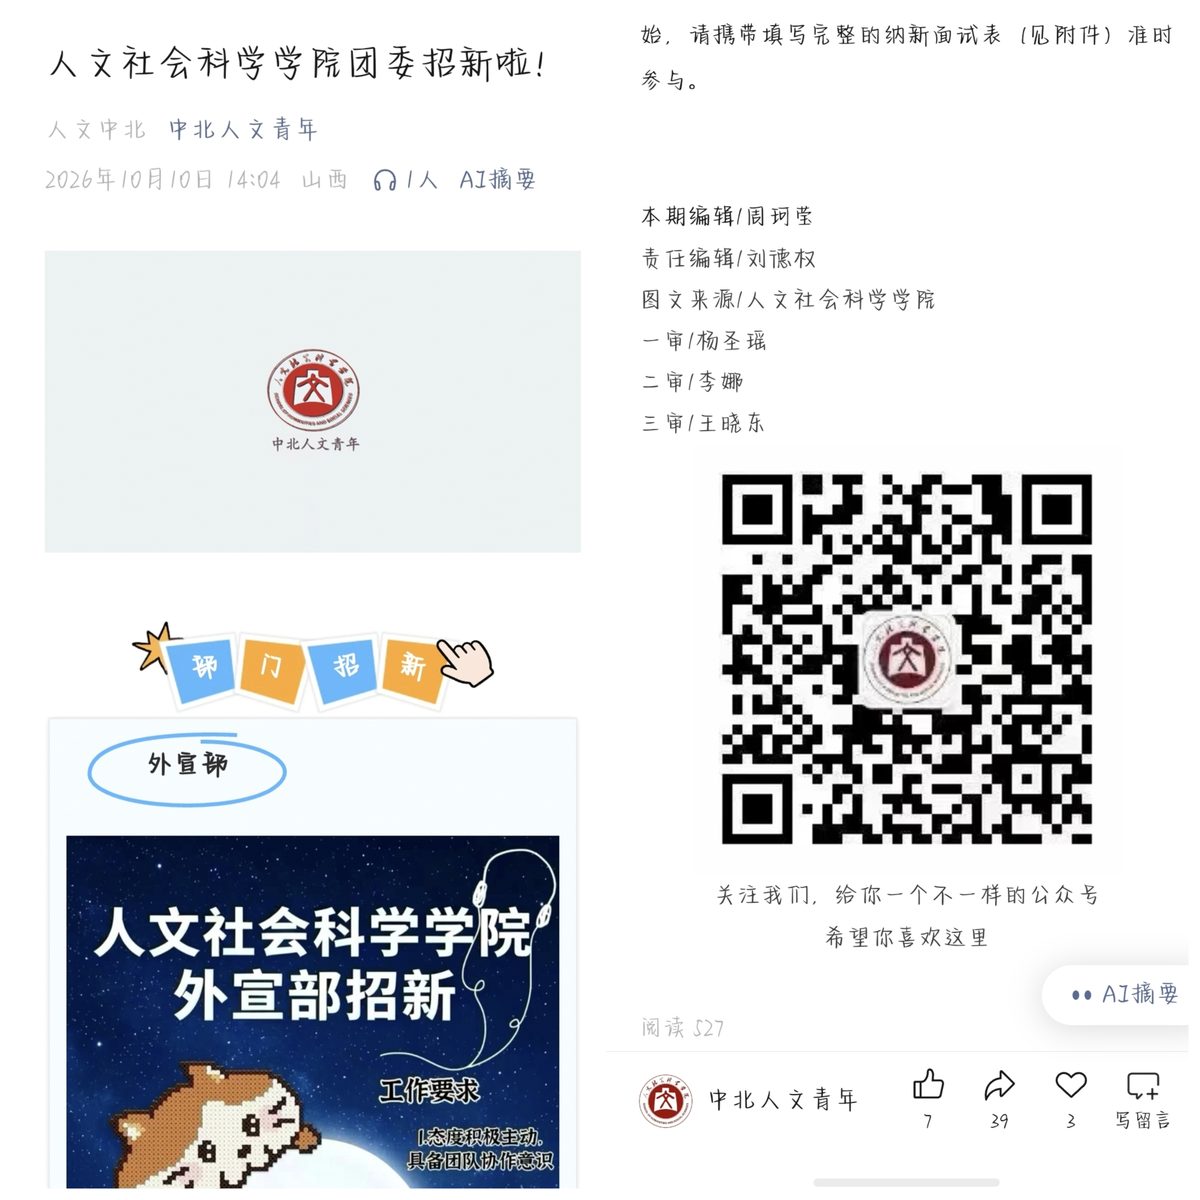 人文社会科学学院团委招新啦!
人文中北 中北人文青年
2026年10月10日 14:04 山西 1人 AI摘要
人文社会科学学院
中北人文青年
部门招新
外宣部
人文社会科学学院
外宣部招新
工作要求
1.态度积极主动,
具备团队协作意识
始,请携带填写完整的纳新面试表(见附件)准时
参与。
本期编辑/周珂莹
责任编辑/刘德权
图文来源/人文社会科学学院
一审/杨圣瑶
二审/李娜
三审/王晓东
关注我们,给你一个不一样的公众号
希望你喜欢这里
AI摘要
阅读 527
中北人文青年
7 39 3 写留言